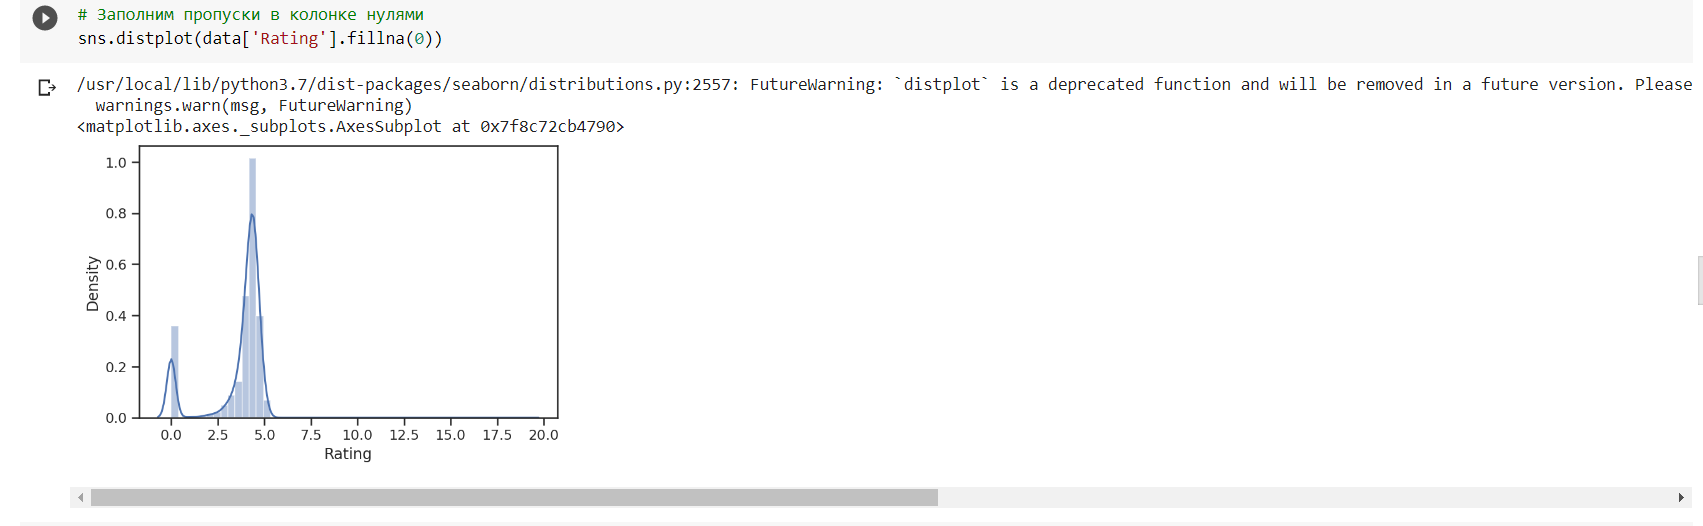 # Заполним пропуски в колонке нулями
sns.distplot(data['Rating'].fillna(0))
/usr/local/lib/python3.7/dist-packages/seaborn/distributions.py:2557: FutureWarning: `distplot` is a deprecated function and will be removed in a future version. Please
warnings.warn(msg, FutureWarning)
<matplotlib.axes._subplots.AxesSubplot at 0x7f8c72cb4790>
1.0
0.8
0.6
0.4
0.2
0.0
Density
0.0 2.5 5.0 7.5 10.0 12.5 15.0 17.5 20.0
Rating